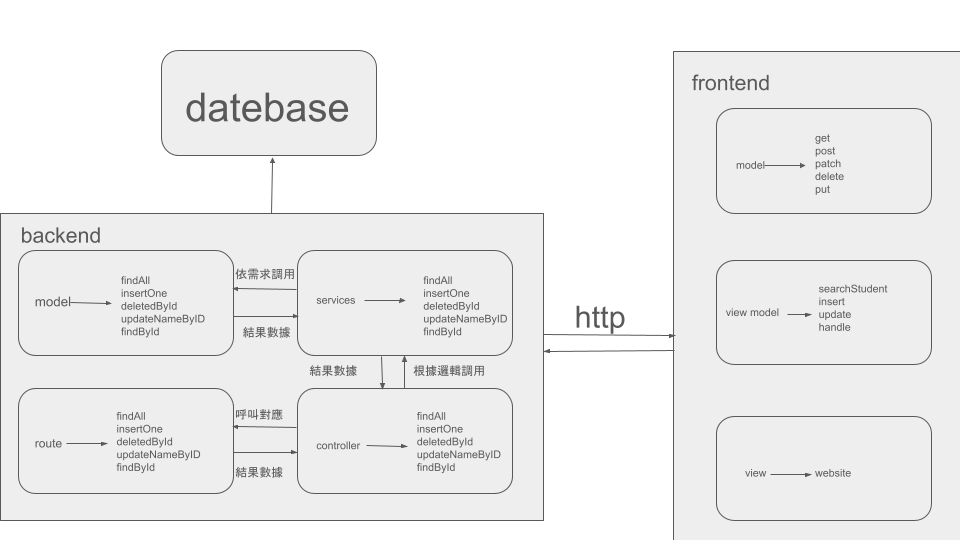 datebase
backend
model
findAll
insertOne
deletedById
updateNameByID
findById
依需求調用
結果數據
services
findAll
insertOne
deletedById
updateNameByID
findById
結果數據
根據邏輯調用
route
findAll
insertOne
deletedById
updateNameByID
findById
呼叫對應
結果數據
controller
findAll
insertOne
deletedById
updateNameByID
findById
http
frontend
model
get
post
patch
delete
put
view model
searchStudent
insert
update
handle
view
website